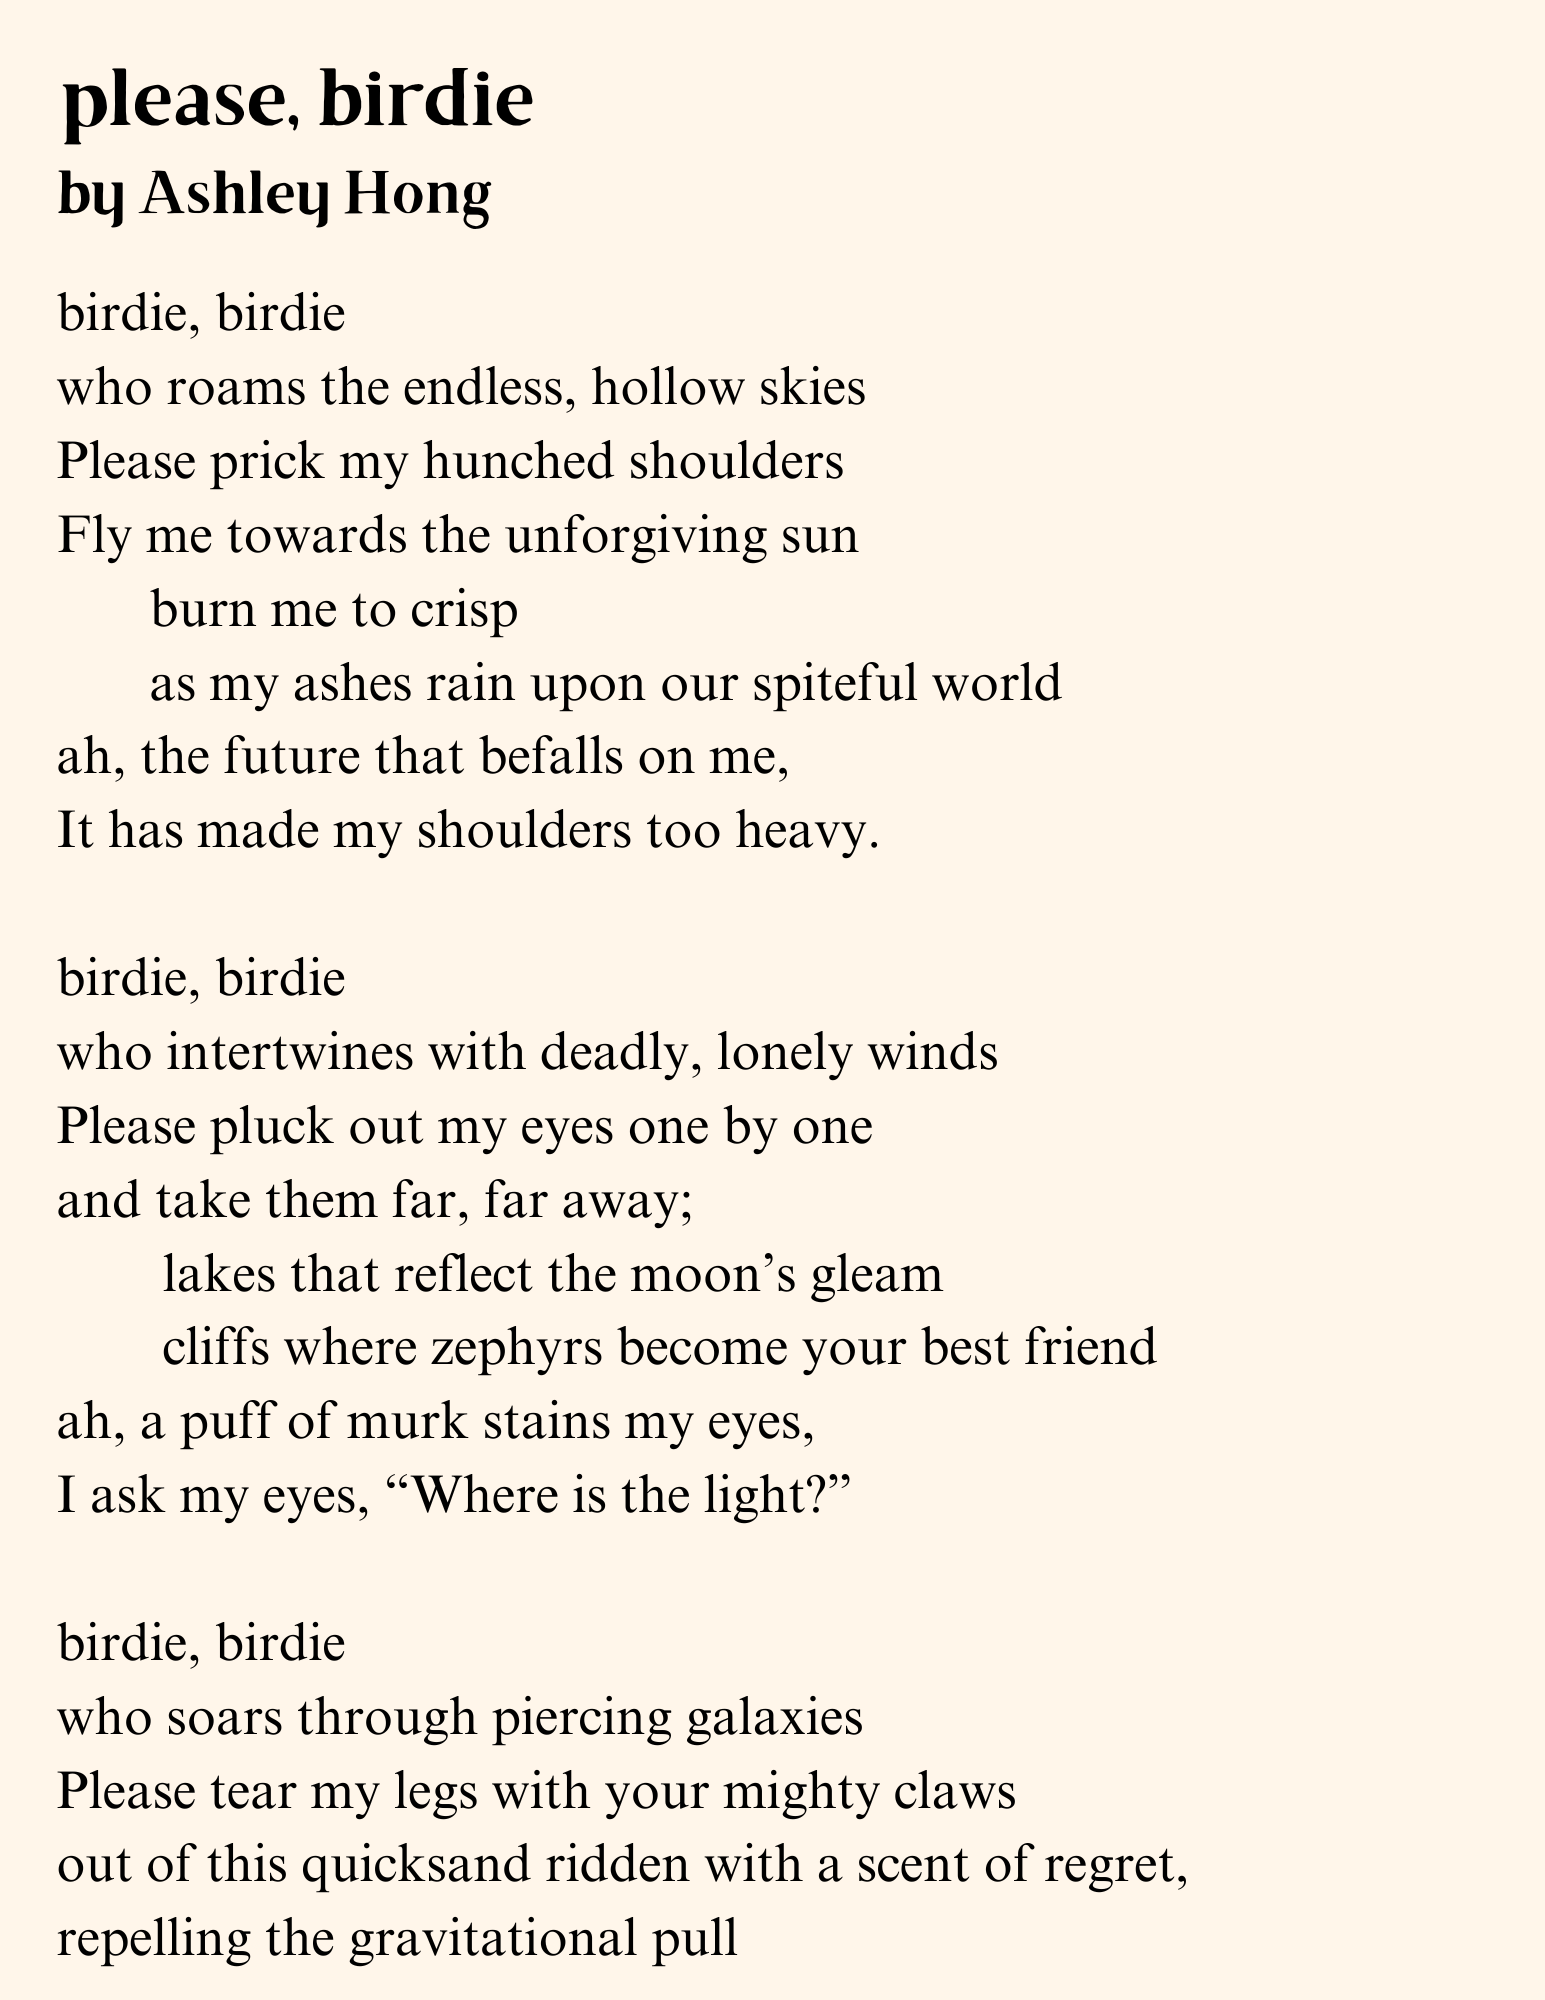 please, birdie
by Ashley Hong
birdie, birdie
who roams the endless, hollow skies
Please prick my hunched shoulders
Fly me towards the unforgiving sun
burn me to crisp
as my ashes rain upon our spiteful world
ah, the future that befalls on me,
It has made my shoulders too heavy.
birdie, birdie
who intertwines with deadly, lonely winds
Please pluck out my eyes one by one
and take them far, far away;
lakes that reflect the moon’s gleam
cliffs where zephyrs become your best friend
ah, a puff of murk stains my eyes,
I ask my eyes, “Where is the light?”
birdie, birdie
who soars through piercing galaxies
Please tear my legs with your mighty claws
out of this quicksand ridden with a scent of regret,
repelling the gravitational pull